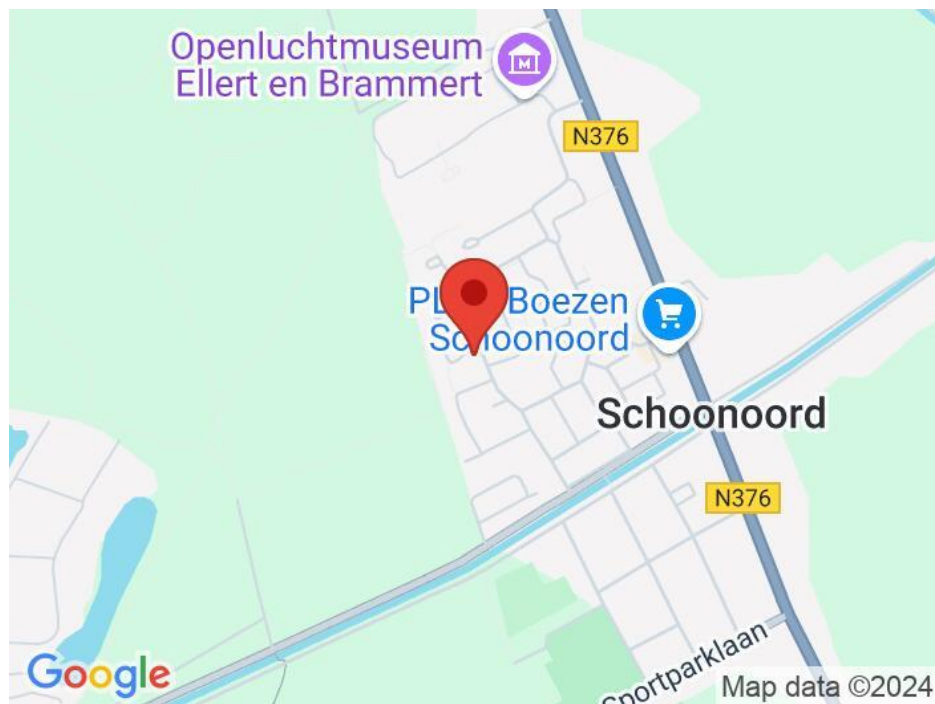 Openluchtmuseum
Ellert en Brammert
N376
Boezen
Schoonoord
Schoonoord
N376
Sportparklaan
Google
Map data ©2024